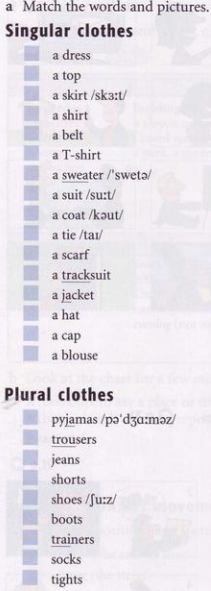 a Match the words and pictures.
Singular clothes
a dress
a top
a skirt /skɜːt/
a shirt
a belt
a T-shirt
a sweater /ˈswetə/
a suit /suːt/
a coat /kəʊt/
a tie /taɪ/
a scarf
a tracksuit
a jacket
a hat
a cap
a blouse
Plural clothes
pyjamas /pəˈdʒɑːməz/
trousers
jeans
shorts
shoes /ʃuːz/
boots
trainers
socks
tights